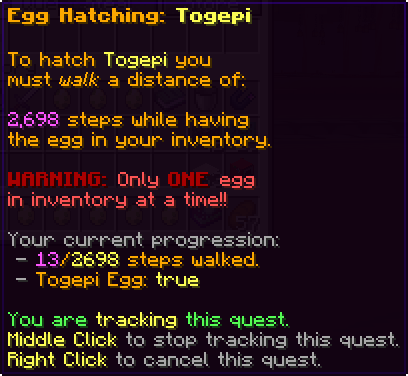 Egg Hatching: Togepi
To hatch Togepi you
must walk a distance of:
2,698 steps while having
the egg in your inventory.
WARNING: Only ONE egg
in inventory at a time!!
Your current progression:
- 13/2698 steps walked.
- Togepi Egg: true
You are tracking this quest.
Middle Click to stop tracking this quest.
Right Click to cancel this quest.